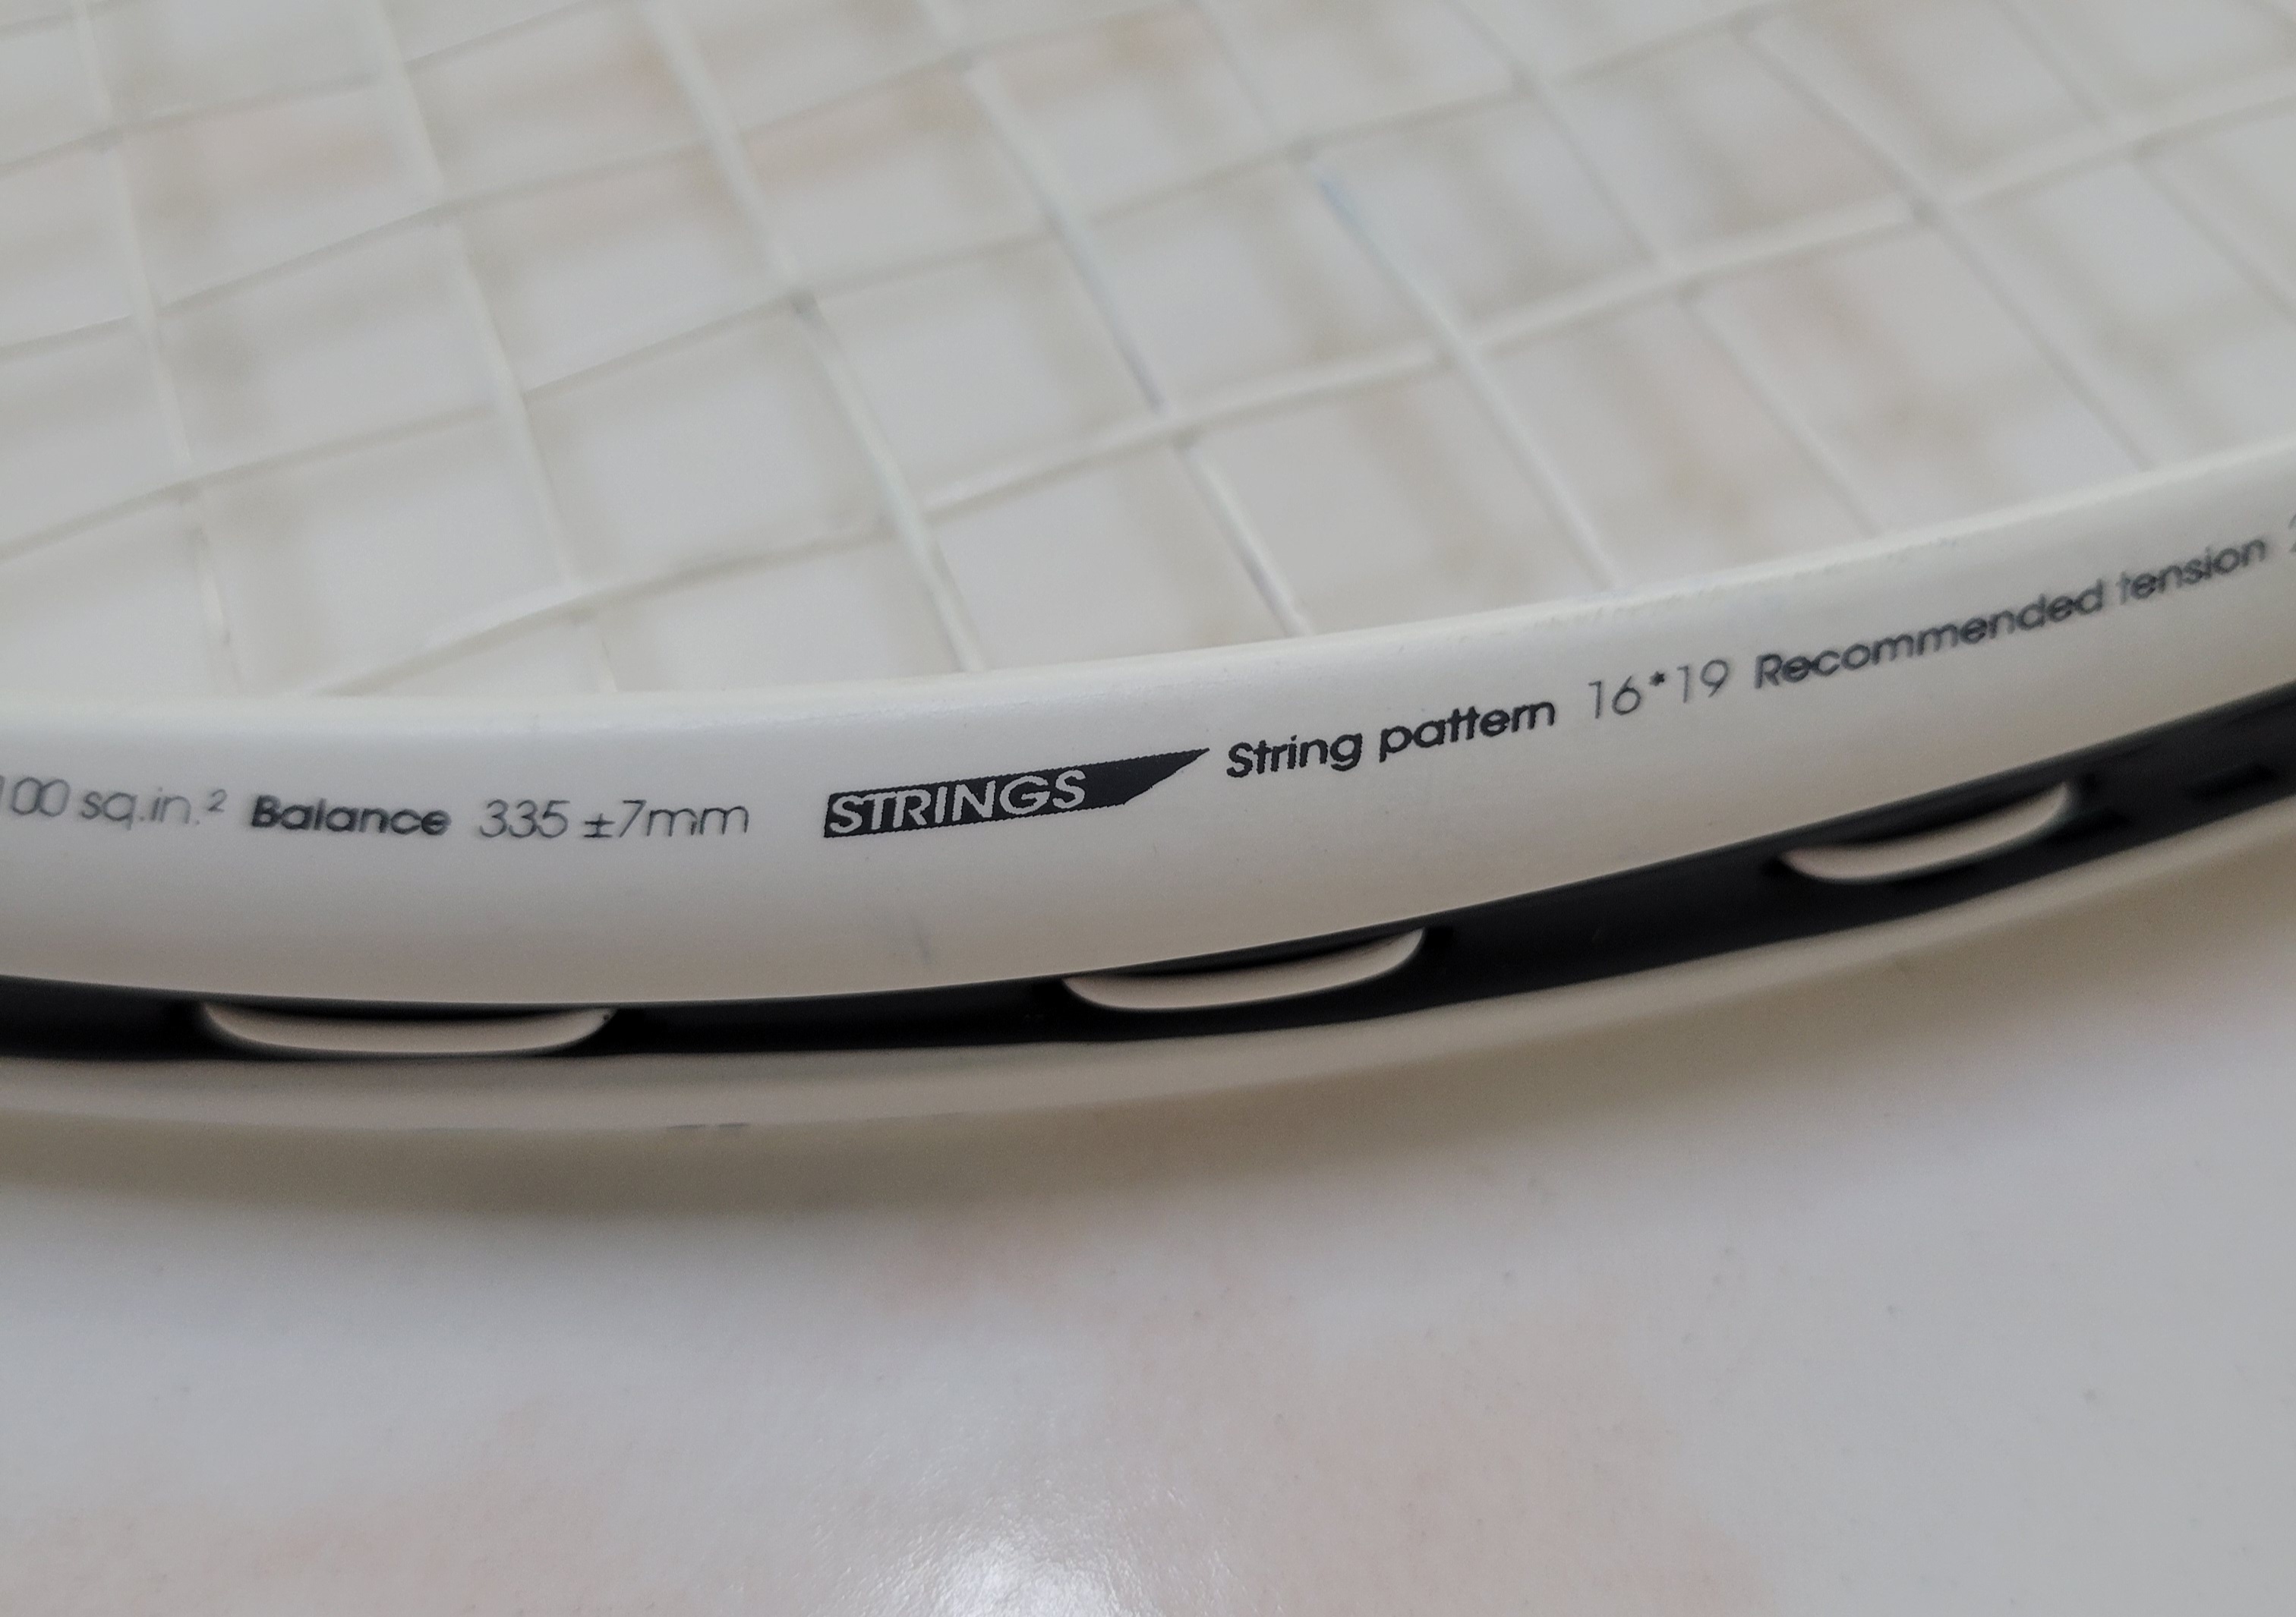 100 sq.in.² Balance 335 ±7mm STRINGS String pattern 16*19 Recommended tension